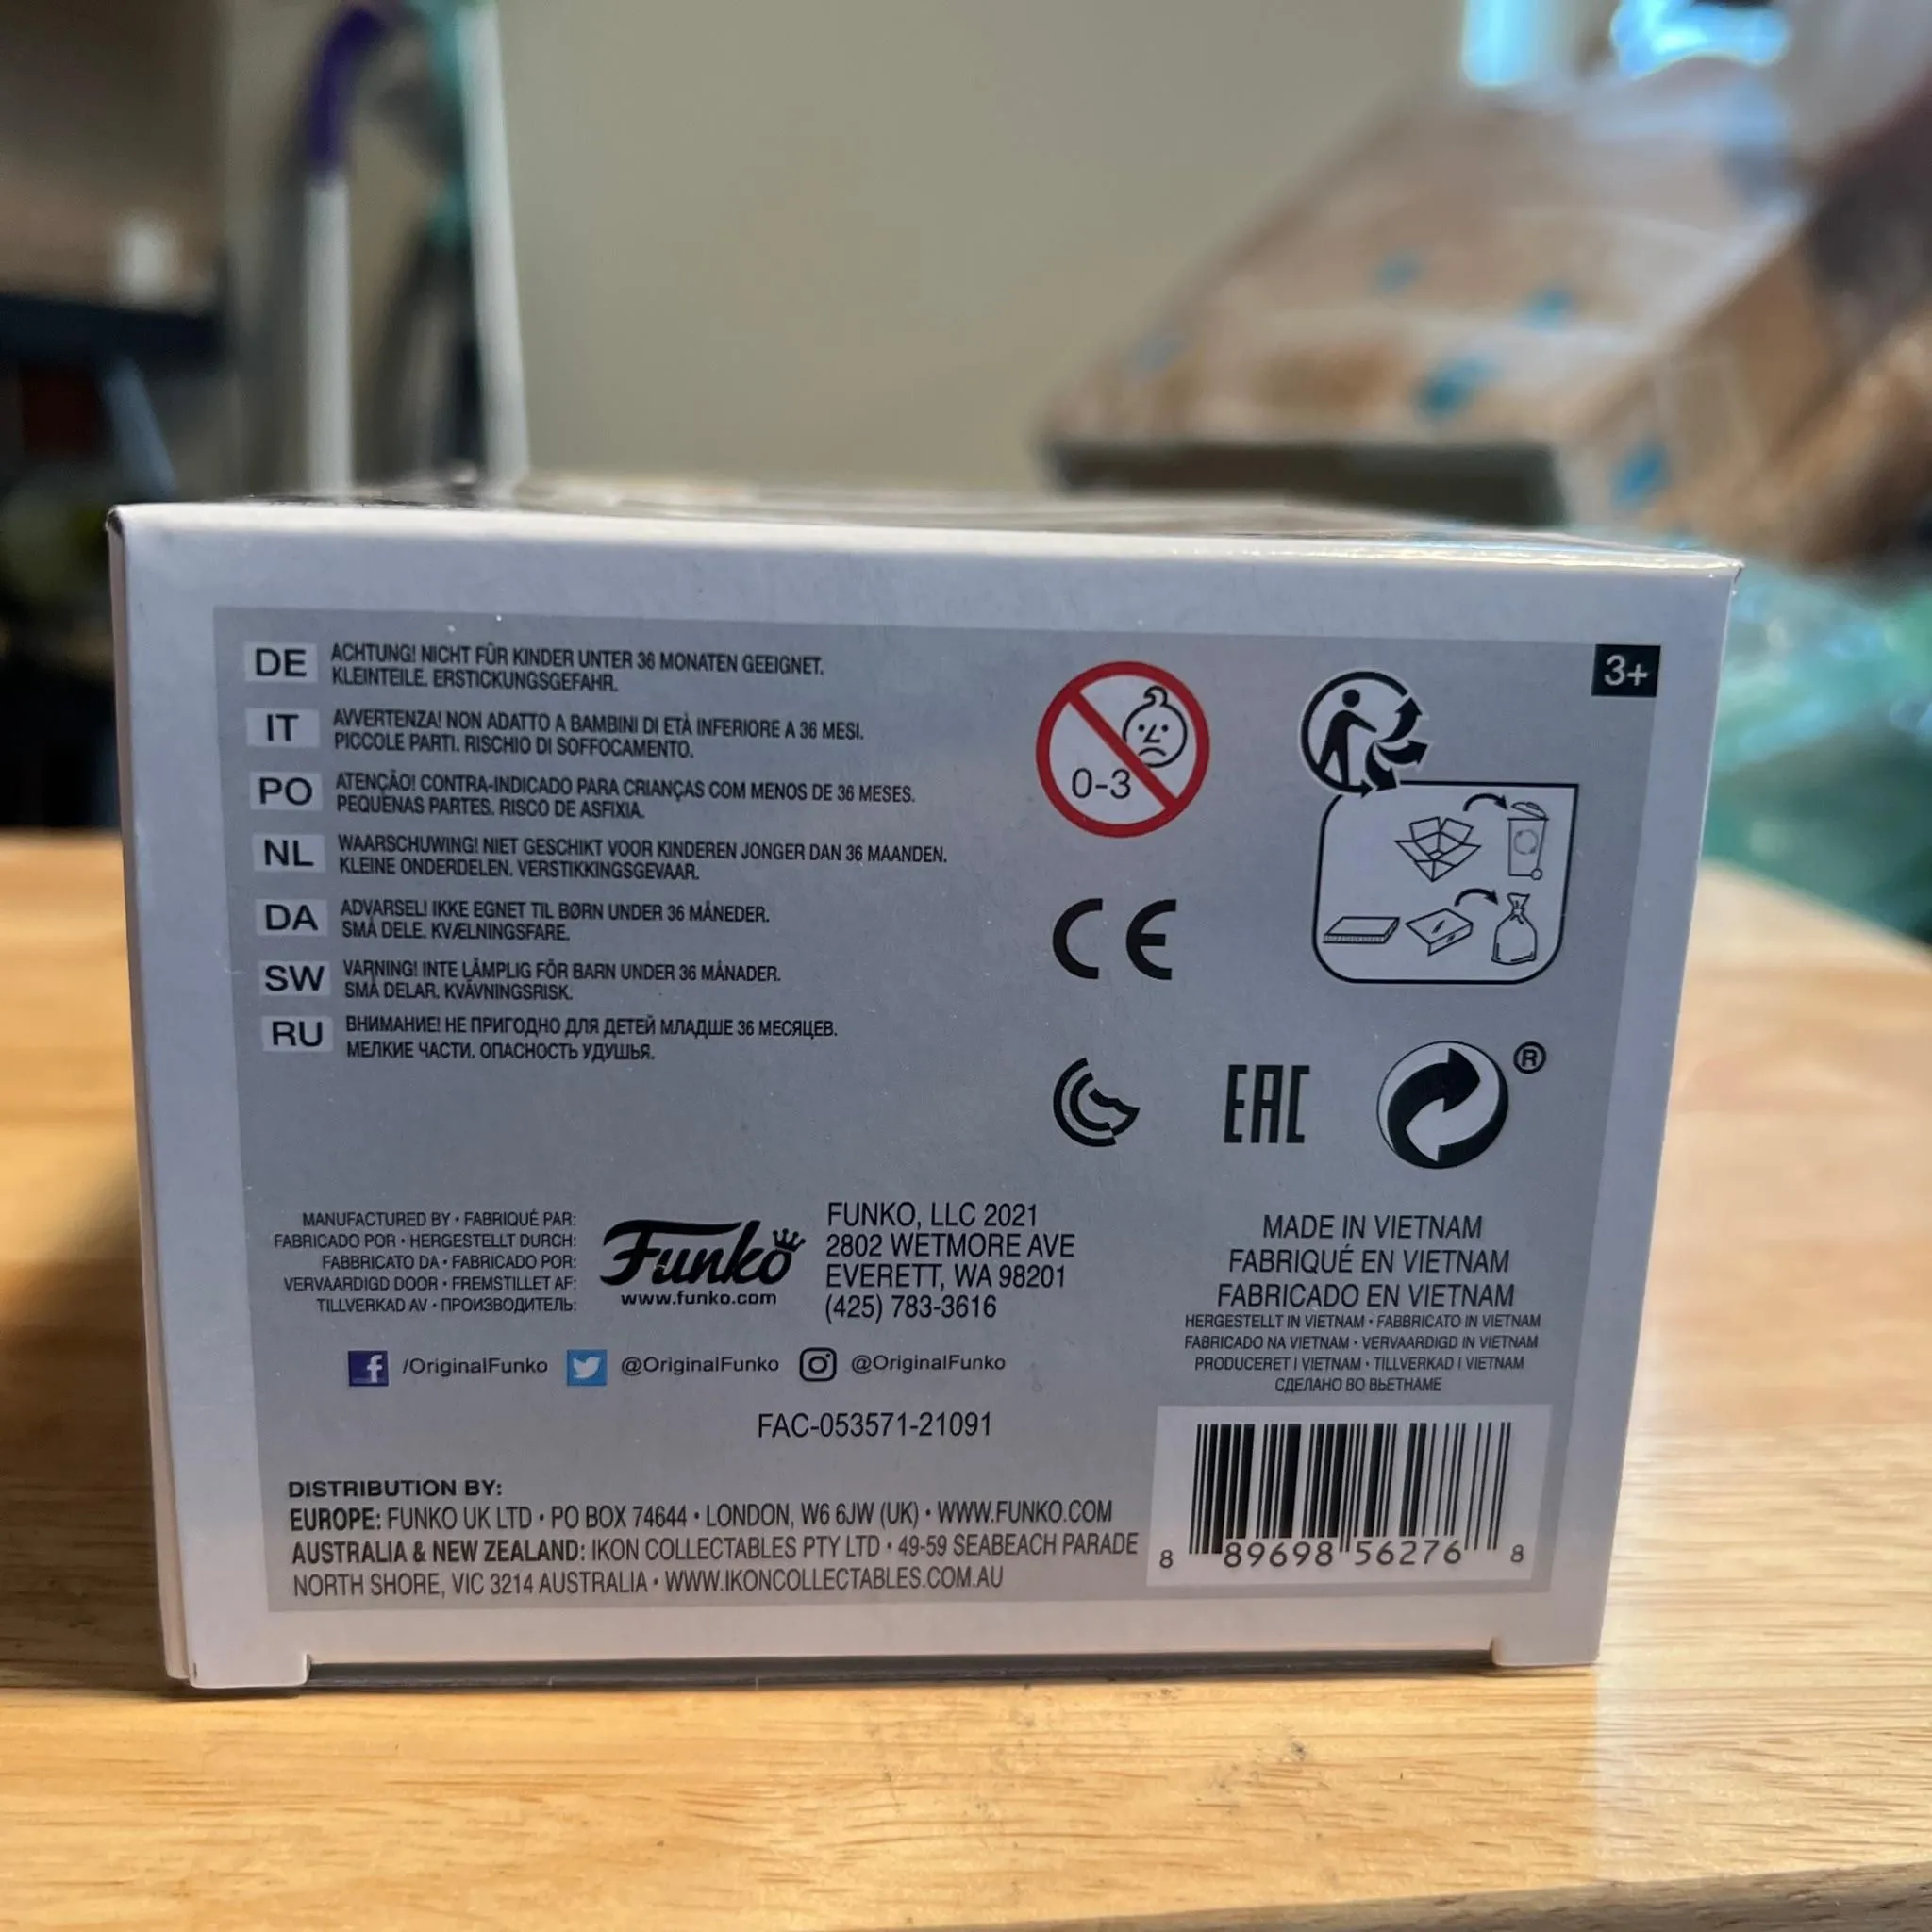 DE ACHTUNG! NICHT FÜR KINDER UNTER 36 MONATEN GEEIGNET.
KLEINTEILE. ERSTICKUNGSGEFAHR.
IT AVVERTENZA! NON ADATTO A BAMBINI DI ETÀ INFERIORE A 36 MESI.
PICCOLE PARTI. RISCHIO DI SOFFOCAMENTO.
PO ATENÇÃO! CONTRA-INDICADO PARA CRIANÇAS COM MENOS DE 36 MESES.
PEQUENAS PARTES. RISCO DE ASFIXIA.
NL WAARSCHUWING! NIET GESCHIKT VOOR KINDEREN JONGER DAN 36 MAANDEN.
KLEINE ONDERDELEN. VERSTIKKINGSGEVAAR.
DA ADVARSEL! IKKE EGNET TIL BØRN UNDER 36 MÅNEDER.
SMÅ DELE. KVÆLNINGSFARE.
SW VARNING! INTE LÄMPLIG FÖR BARN UNDER 36 MÅNADER.
SMÅ DELAR. KVÄVNINGSRISK.
RU ВНИМАНИЕ! НЕ ПРИГОДНО ДЛЯ ДЕТЕЙ МЛАДШЕ 36 МЕСЯЦЕВ.
МЕЛКИЕ ЧАСТИ. ОПАСНОСТЬ УДУШЬЯ.
0-3
3+
CE
EAC
®
MANUFACTURED BY • FABRIQUÉ PAR:
FABRICADO POR • HERGESTELLT DURCH:
FABBRICATO DA • FABRICADO POR:
VERVAARDIGD DOOR • FREMSTILLET AF:
TILLVERKAD AV • ПРОИЗВОДИТЕЛЬ:
Funko
www.funko.com
FUNKO, LLC 2021
2802 WETMORE AVE
EVERETT, WA 98201
(425) 783-3616
MADE IN VIETNAM
FABRIQUÉ EN VIETNAM
FABRICADO EN VIETNAM
HERGESTELLT IN VIETNAM • FABBRICATO IN VIETNAM
FABRICADO NA VIETNAM • VERVAARDIGD IN VIETNAM
PRODUCERET I VIETNAM • TILLVERKAD I VIETNAM
СДЕЛАНО ВО ВЬЕТНАМЕ
f /OriginalFunko @OriginalFunko @OriginalFunko
FAC-053571-21091
DISTRIBUTION BY:
EUROPE: FUNKO UK LTD • PO BOX 74644 • LONDON, W6 6JW (UK) • WWW.FUNKO.COM
AUSTRALIA & NEW ZEALAND: IKON COLLECTABLES PTY LTD • 49-59 SEABEACH PARADE
NORTH SHORE, VIC 3214 AUSTRALIA • WWW.IKONCOLLECTABLES.COM.AU
8 89698 56276 8